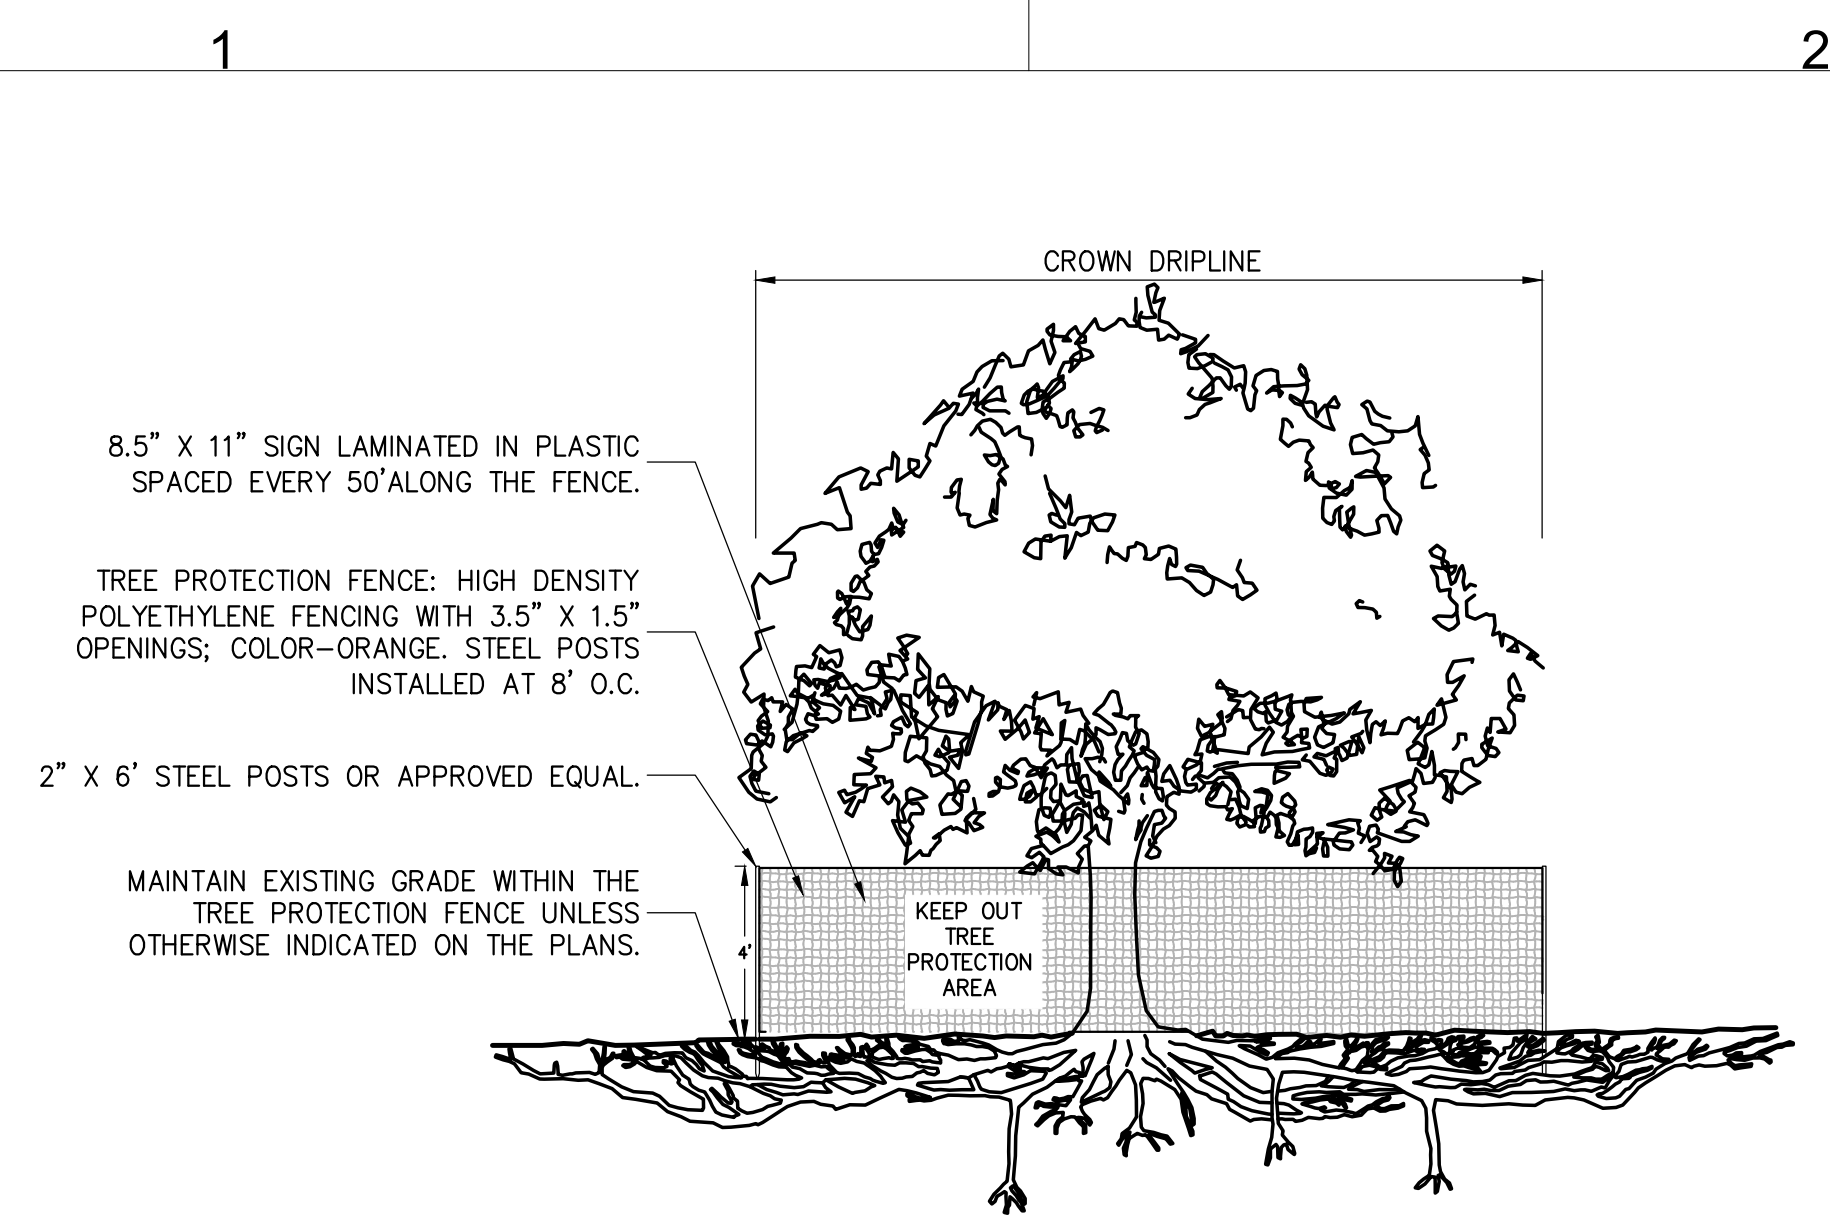 1
2
CROWN DRIPLINE
8.5” X 11” SIGN LAMINATED IN PLASTIC
SPACED EVERY 50'ALONG THE FENCE.
TREE PROTECTION FENCE: HIGH DENSITY
POLYETHYLENE FENCING WITH 3.5” X 1.5”
OPENINGS; COLOR–ORANGE. STEEL POSTS
INSTALLED AT 8' O.C.
2” X 6' STEEL POSTS OR APPROVED EQUAL.
MAINTAIN EXISTING GRADE WITHIN THE
TREE PROTECTION FENCE UNLESS
OTHERWISE INDICATED ON THE PLANS.
4'
KEEP OUT
TREE
PROTECTION
AREA